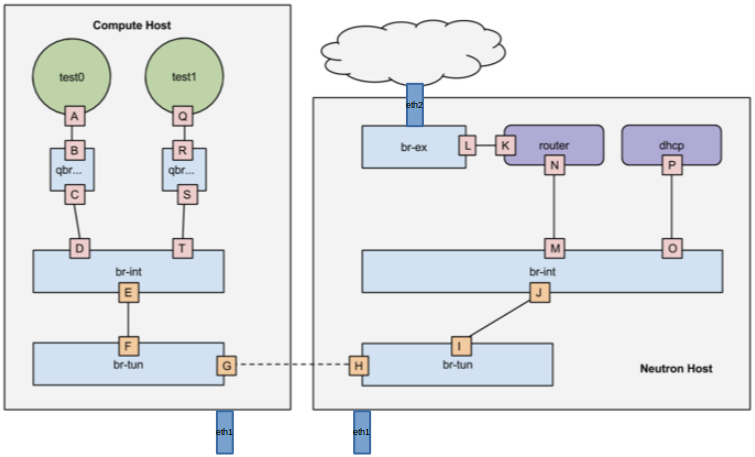 Compute Host
test0
test1
A
Q
B
R
qbr...
qbr...
C
S
D
T
br-int
E
F
br-tun
G
eth1
eth2
br-ex
L
K
router
dhcp
N
P
M
O
br-int
J
I
H
br-tun
Neutron Host
eth1